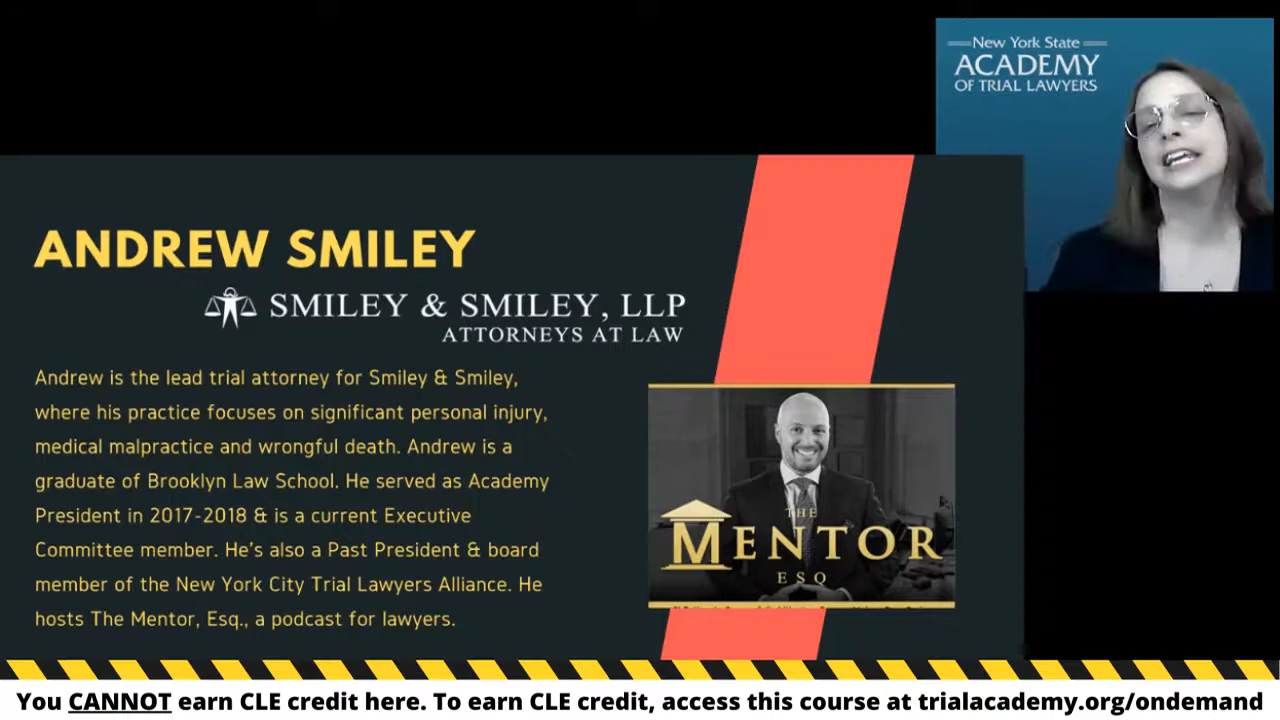 New York State
ACADEMY
OF TRIAL LAWYERS
ANDREW SMILEY
SMILEY & SMILEY, LLP
ATTORNEYS AT LAW
Andrew is the lead trial attorney for Smiley & Smiley,
where his practice focuses on significant personal injury,
medical malpractice and wrongful death. Andrew is a
graduate of Brooklyn Law School. He served as Academy
President in 2017-2018 & is a current Executive
Committee member. He's also a Past President & board
member of the New York City Trial Lawyers Alliance. He
hosts The Mentor, Esq., a podcast for lawyers.
THE
MENTOR
ESQ
You CANNOT earn CLE credit here. To earn CLE credit, access this course at trialacademy.org/ondemand